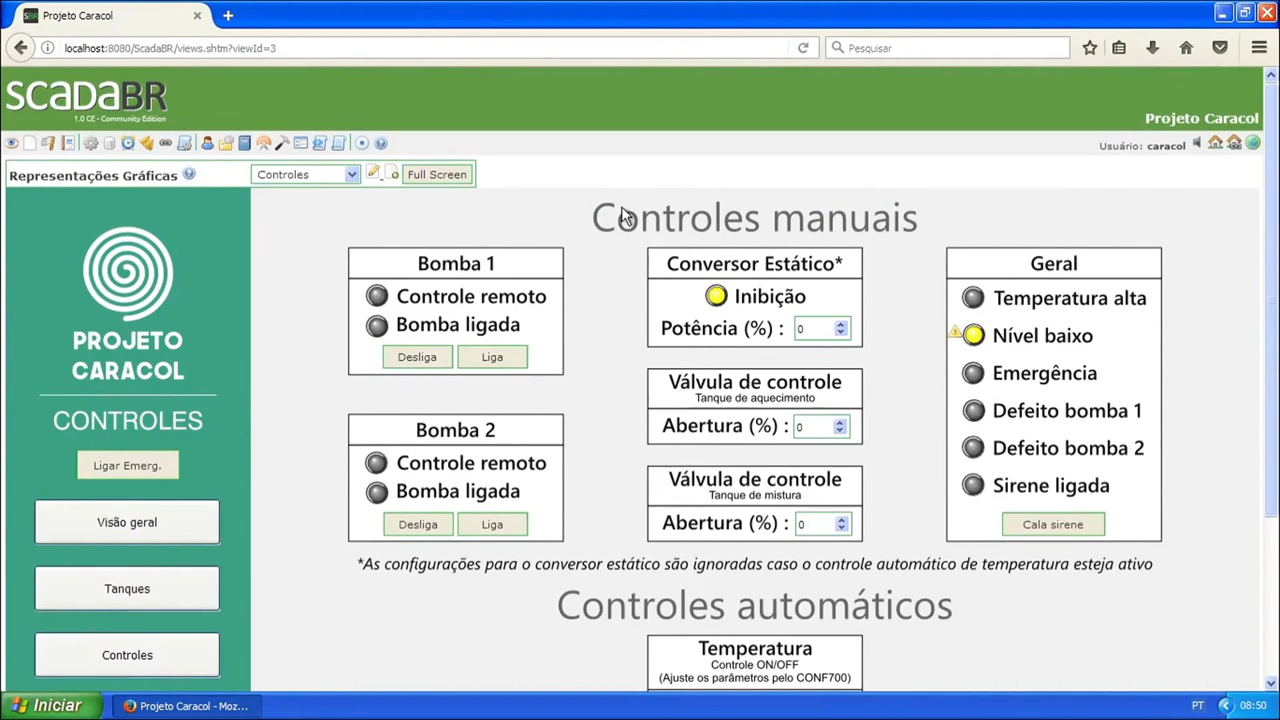 Projeto Caracol
localhost:8080/ScadaBR/views.shtm?viewId=3
Pesquisar
SCADABR
1.0 CE - Community Edition
Projeto Caracol
Usuário: caracol
Representações Gráficas
Controles
Full Screen
PROJETO
CARACOL
CONTROLES
Ligar Emerg.
Visão geral
Tanques
Controles
Controles manuais
Bomba 1
Controle remoto
Bomba ligada
Desliga Liga
Bomba 2
Controle remoto
Bomba ligada
Desliga Liga
Conversor Estático*
Inibição
Potência (%) : 0
Válvula de controle
Tanque de aquecimento
Abertura (%) : 0
Válvula de controle
Tanque de mistura
Abertura (%) : 0
Geral
Temperatura alta
Nível baixo
Emergência
Defeito bomba 1
Defeito bomba 2
Sirene ligada
Cala sirene
*As configurações para o conversor estático são ignoradas caso o controle automático de temperatura esteja ativo
Controles automáticos
Temperatura
Controle ON/OFF
(Ajuste os parâmetros pelo CONF700)
Iniciar
Projeto Caracol - Moz...
PT
08:50